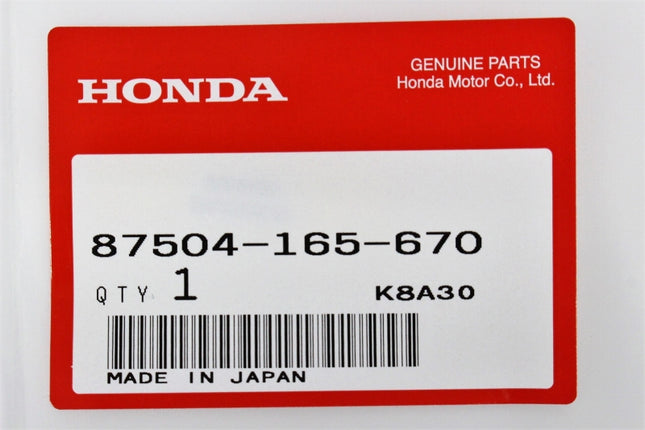 HONDA
GENUINE PARTS
Honda Motor Co., Ltd.
87504-165-670
QTY 1 K8A30
MADE IN JAPAN